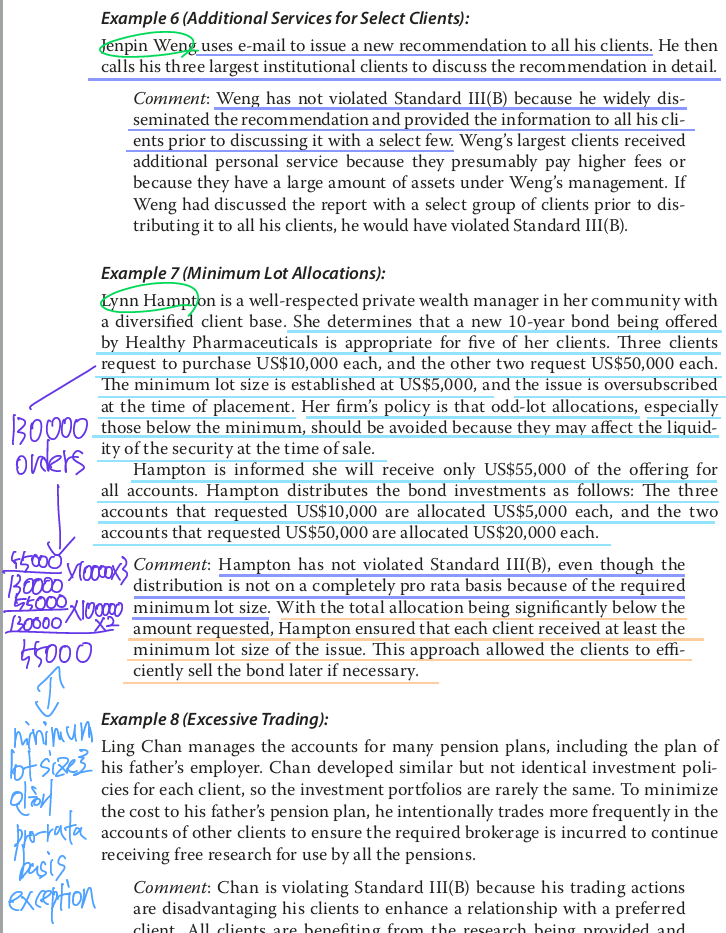 Example 6 (Additional Services for Select Clients):
Jenpin Weng uses e-mail to issue a new recommendation to all his clients. He then
calls his three largest institutional clients to discuss the recommendation in detail.
Comment: Weng has not violated Standard III(B) because he widely dis-
seminated the recommendation and provided the information to all his cli-
ents prior to discussing it with a select few. Weng’s largest clients received
additional personal service because they presumably pay higher fees or
because they have a large amount of assets under Weng’s management. If
Weng had discussed the report with a select group of clients prior to dis-
tributing it to all his clients, he would have violated Standard III(B).
Example 7 (Minimum Lot Allocations):
Lynn Hampton is a well-respected private wealth manager in her community with
a diversified client base. She determines that a new 10-year bond being offered
by Healthy Pharmaceuticals is appropriate for five of her clients. Three clients
request to purchase US$10,000 each, and the other two request US$50,000 each.
The minimum lot size is established at US$5,000, and the issue is oversubscribed
at the time of placement. Her firm’s policy is that odd-lot allocations, especially
those below the minimum, should be avoided because they may affect the liquid-
ity of the security at the time of sale.
Hampton is informed she will receive only US$55,000 of the offering for
all accounts. Hampton distributes the bond investments as follows: The three
accounts that requested US$10,000 are allocated US$5,000 each, and the two
accounts that requested US$50,000 are allocated US$20,000 each.
130000
orders
Comment: Hampton has not violated Standard III(B), even though the
distribution is not on a completely pro rata basis because of the required
minimum lot size. With the total allocation being significantly below the
amount requested, Hampton ensured that each client received at least the
minimum lot size of the issue. This approach allowed the clients to effi-
ciently sell the bond later if necessary.
55000
130000
×10000×3
55000
130000
×10000
×2
55000
minimum
lot size로
인해
pro-rata
basis
exception
Example 8 (Excessive Trading):
Ling Chan manages the accounts for many pension plans, including the plan of
his father’s employer. Chan developed similar but not identical investment poli-
cies for each client, so the investment portfolios are rarely the same. To minimize
the cost to his father’s pension plan, he intentionally trades more frequently in the
accounts of other clients to ensure the required brokerage is incurred to continue
receiving free research for use by all the pensions.
Comment: Chan is violating Standard III(B) because his trading actions
are disadvantaging his clients to enhance a relationship with a preferred
client. All clients are benefiting from the research being provided and